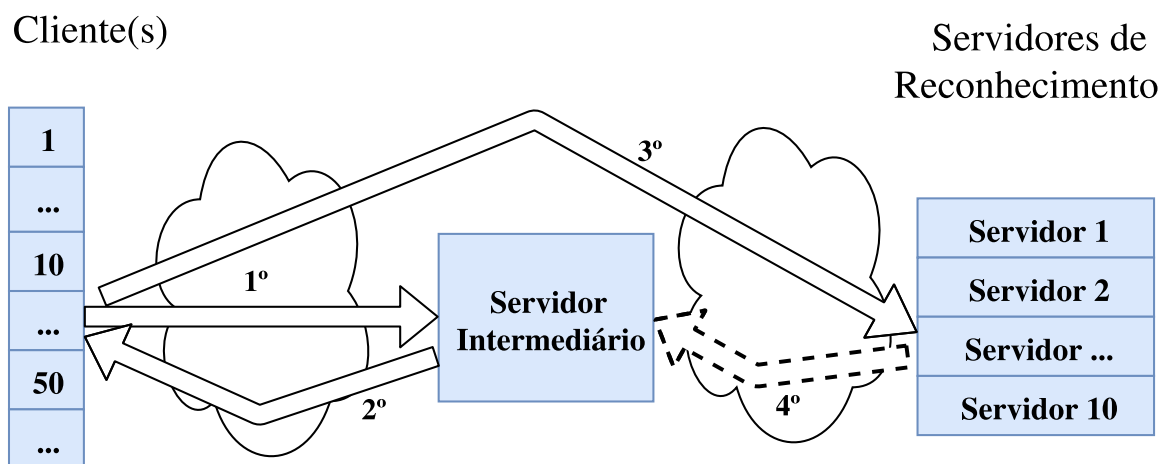 Cliente(s)
Servidores de
Reconhecimento
1
...
10
...
50
...
1º
2º
3º
4º
Servidor
Intermediário
Servidor 1
Servidor 2
Servidor ...
Servidor 10